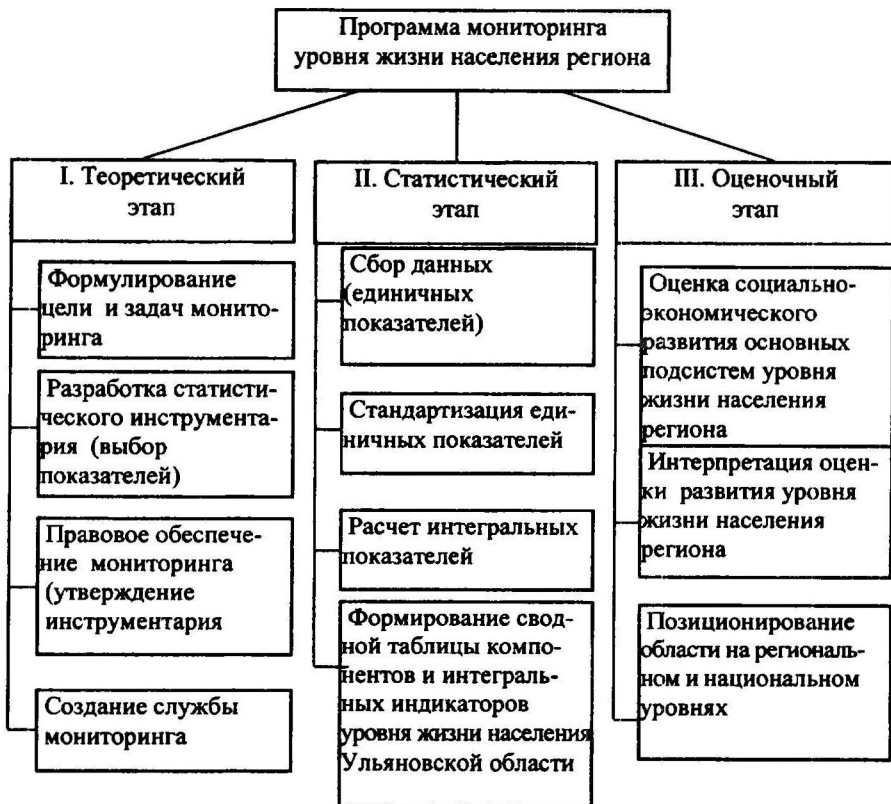 Программа мониторинга
уровня жизни населения региона
I. Теоретический
этап
Формулирование
цели и задач монито-
ринга
Разработка статисти-
ческого инструмента-
рия (выбор
показателей)
Правовое обеспече-
ние мониторинга
(утверждение
инструментария
Создание службы
мониторинга
II. Статистический
этап
Сбор данных
(единичных
показателей)
Стандартизация еди-
ничных показателей
Расчет интегральных
показателей
Формирование свод-
ной таблицы компо-
нентов и интеграль-
ных индикаторов
уровня жизни населения
Ульяновской области
III. Оценочный
этап
Оценка социально-
экономического
развития основных
подсистем уровня
жизни населения
региона
Интерпретация оцен-
ки развития уровня
жизни населения
региона
Позиционирование
области на региональ-
ном и национальном
уровнях